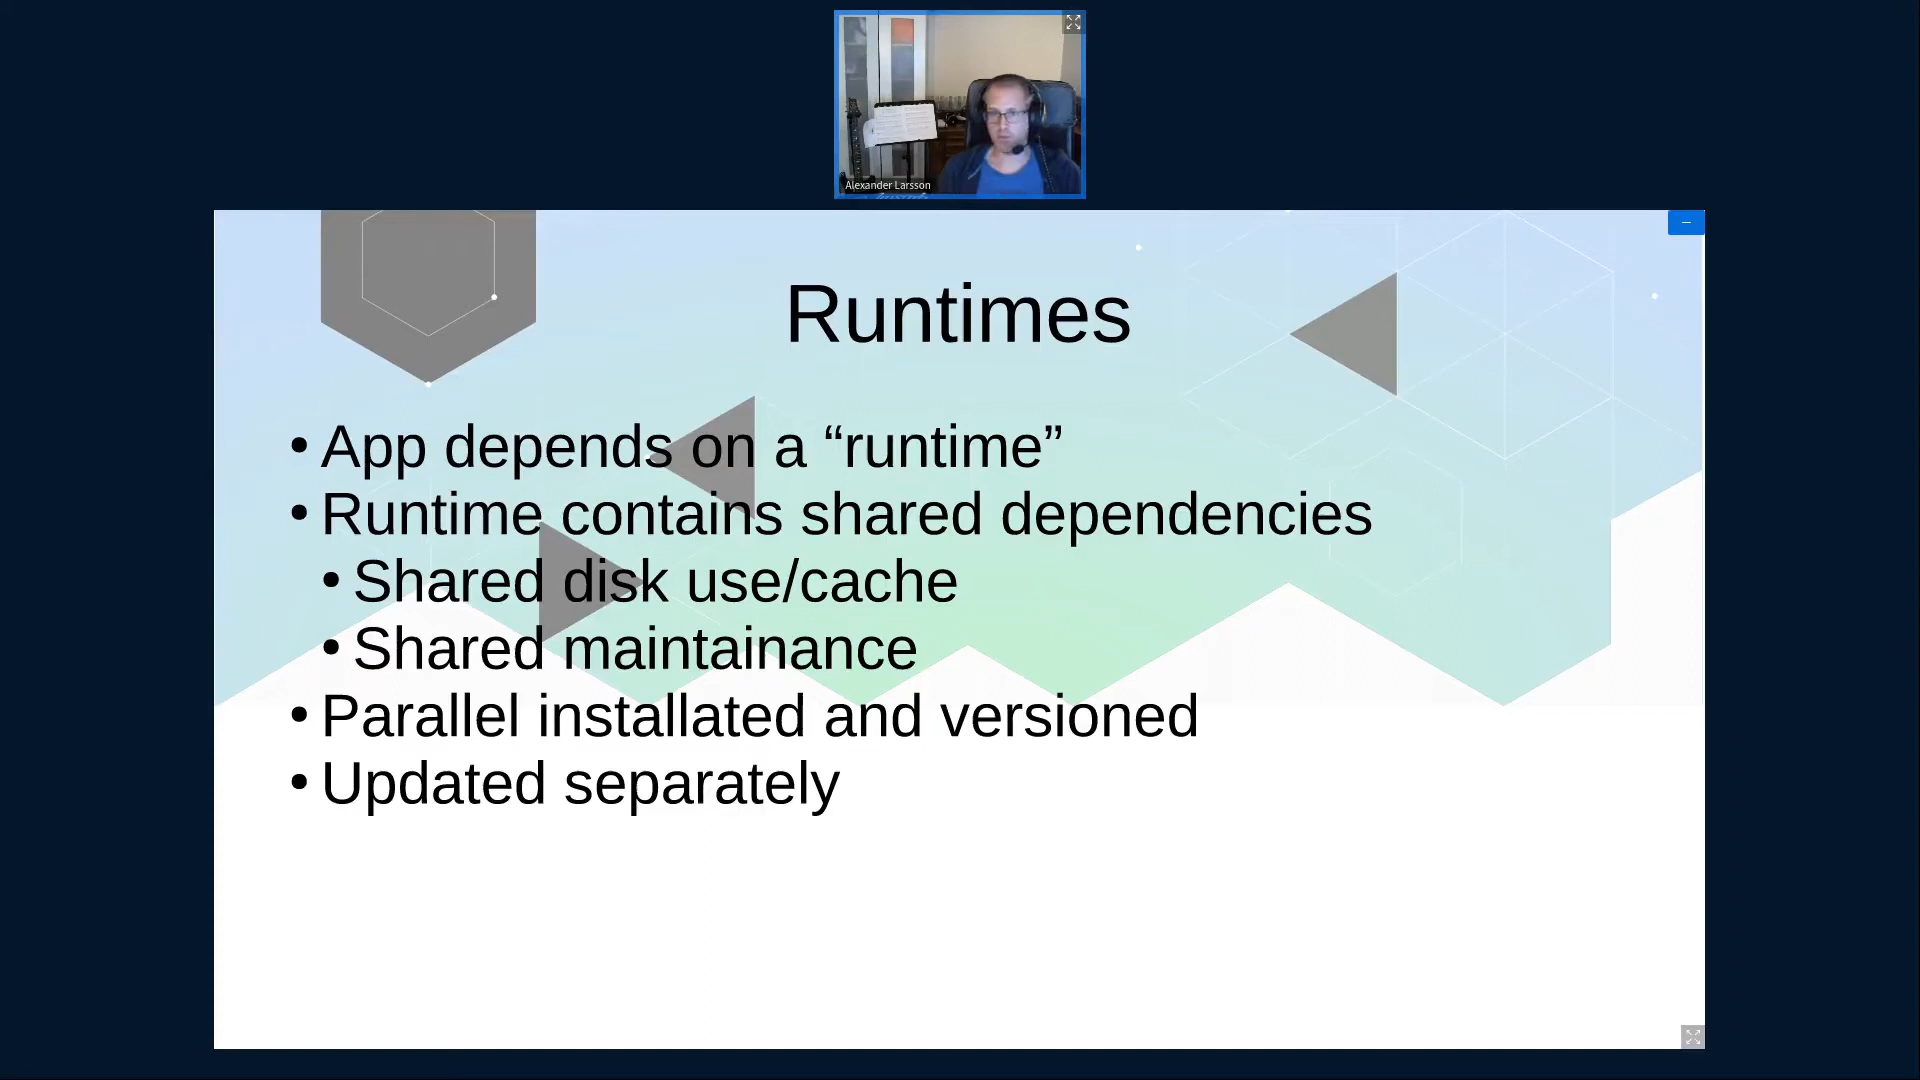 Alexander Larsson
Runtimes
• App depends on a “runtime”
• Runtime contains shared dependencies
• Shared disk use/cache
• Shared maintainance
• Parallel installated and versioned
• Updated separately